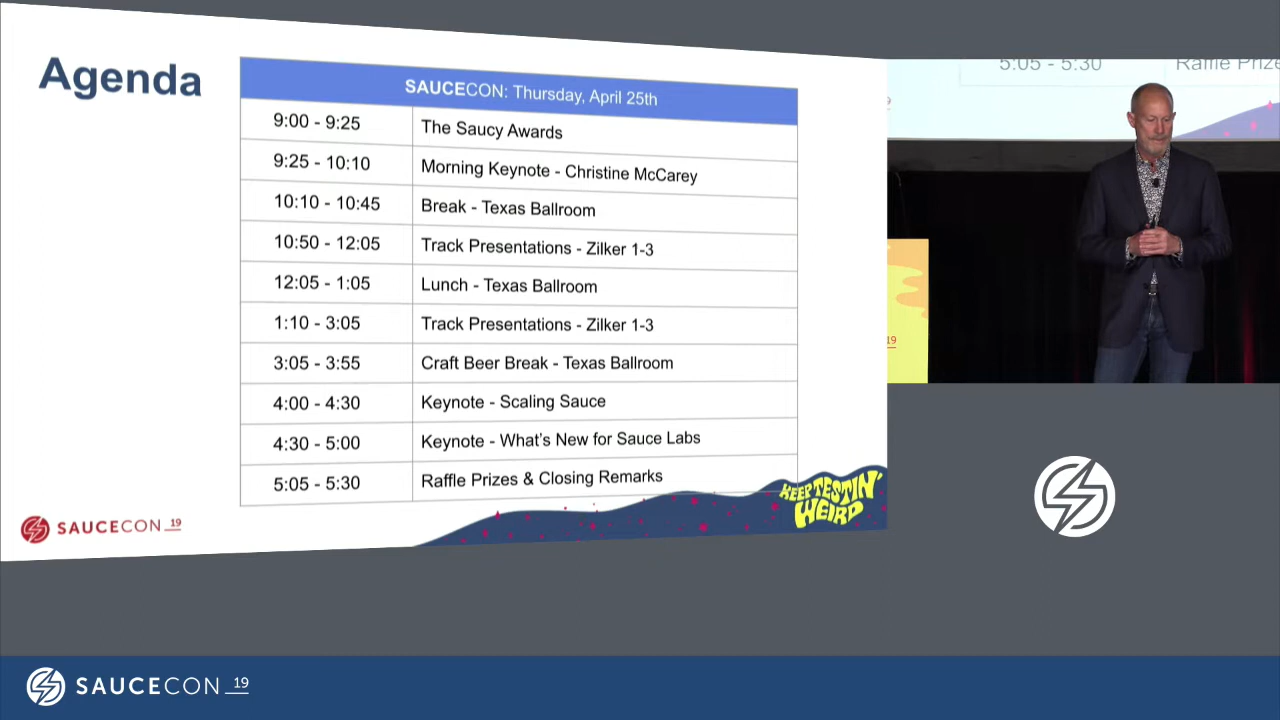 Agenda
SAUCECON: Thursday, April 25th
9:00 - 9:25 The Saucy Awards
9:25 - 10:10 Morning Keynote - Christine McCarey
10:10 - 10:45 Break - Texas Ballroom
10:50 - 12:05 Track Presentations - Zilker 1-3
12:05 - 1:05 Lunch - Texas Ballroom
1:10 - 3:05 Track Presentations - Zilker 1-3
3:05 - 3:55 Craft Beer Break - Texas Ballroom
4:00 - 4:30 Keynote - Scaling Sauce
4:30 - 5:00 Keynote - What's New for Sauce Labs
5:05 - 5:30 Raffle Prizes & Closing Remarks
KEEP TESTIN'
WEIRD
SAUCECON 19
5:05 - 5:30 Raffle Prize
19
SAUCECON 19